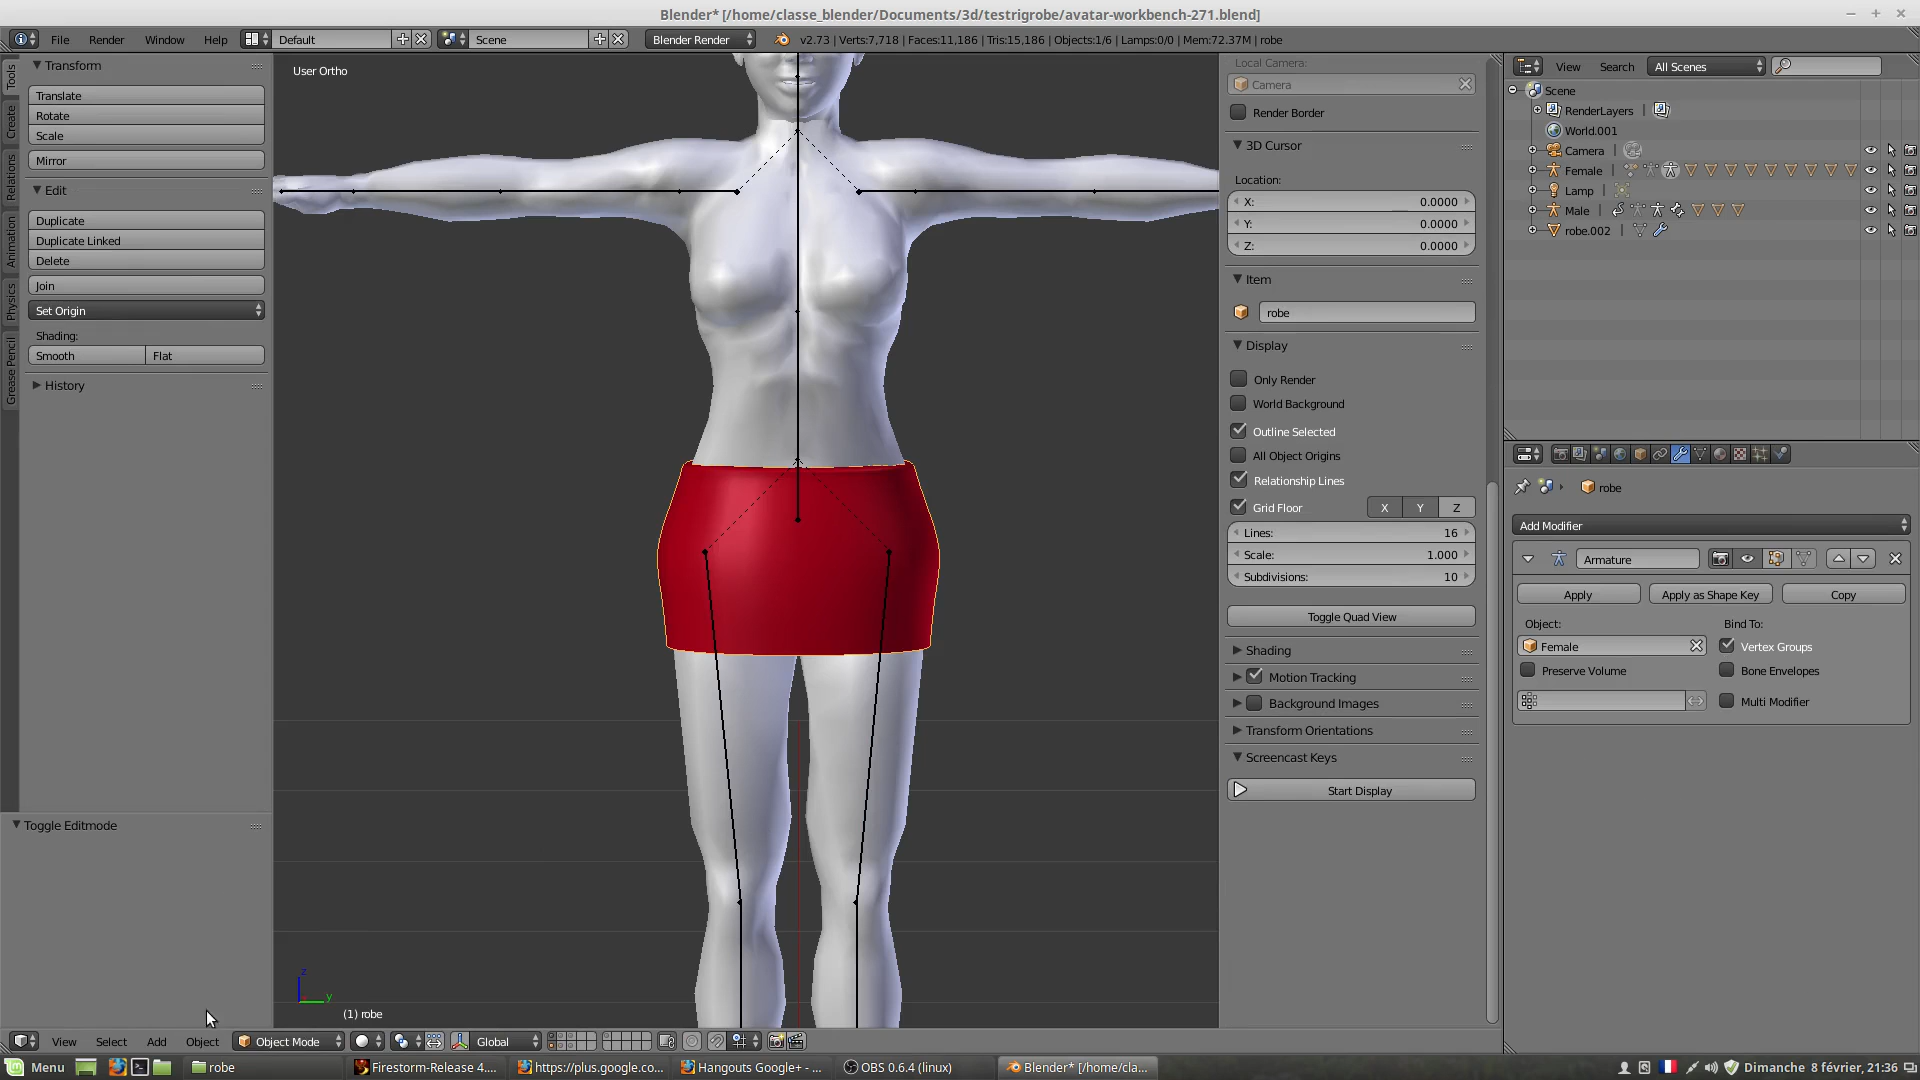 Blender* [/home/classe_blender/Documents/3d/testrigrobe/avatar-workbench-271.blend]
File Render Window Help Default Scene Blender Render v2.73 | Verts:7,718 | Faces:11,186 | Tris:15,186 | Objects:1/6 | Lamps:0/0 | Mem:72.37M | robe
Tools
Create
Relations
Animation
Physics
Grease Pencil
Transform
Translate
Rotate
Scale
Mirror
Edit
Duplicate
Duplicate Linked
Delete
Join
Set Origin
Shading:
Smooth Flat
History
Toggle Editmode
User Ortho
z
y
(1) robe
Local Camera:
Camera
Render Border
3D Cursor
Location:
X: 0.0000
Y: 0.0000
Z: 0.0000
Item
robe
Display
Only Render
World Background
Outline Selected
All Object Origins
Relationship Lines
Grid Floor X Y Z
Lines: 16
Scale: 1.000
Subdivisions: 10
Toggle Quad View
Shading
Motion Tracking
Background Images
Transform Orientations
Screencast Keys
Start Display
View Search All Scenes
Scene
RenderLayers
World.001
Camera
Female
Lamp
Male
robe.002
robe
Add Modifier
Armature
Apply Apply as Shape Key Copy
Object: Bind To:
Female Vertex Groups
Preserve Volume Bone Envelopes
Multi Modifier
View Select Add Object Object Mode Global
Menu robe Firestorm-Release 4.... https://plus.google.co... Hangouts Google+ - ... OBS 0.6.4 (linux) Blender* [/home/cla... Dimanche 8 février, 21:36